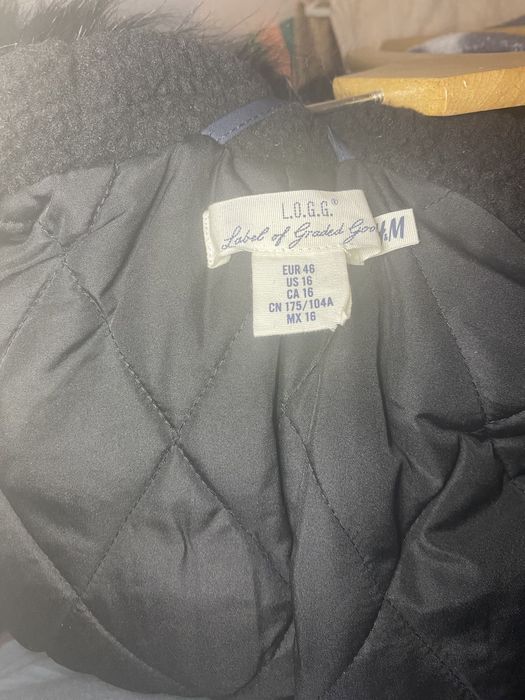 L.O.G.G.®
Label of Graded Goo
&M
EUR 46
US 16
CA 16
CN 175/104A
MX 16